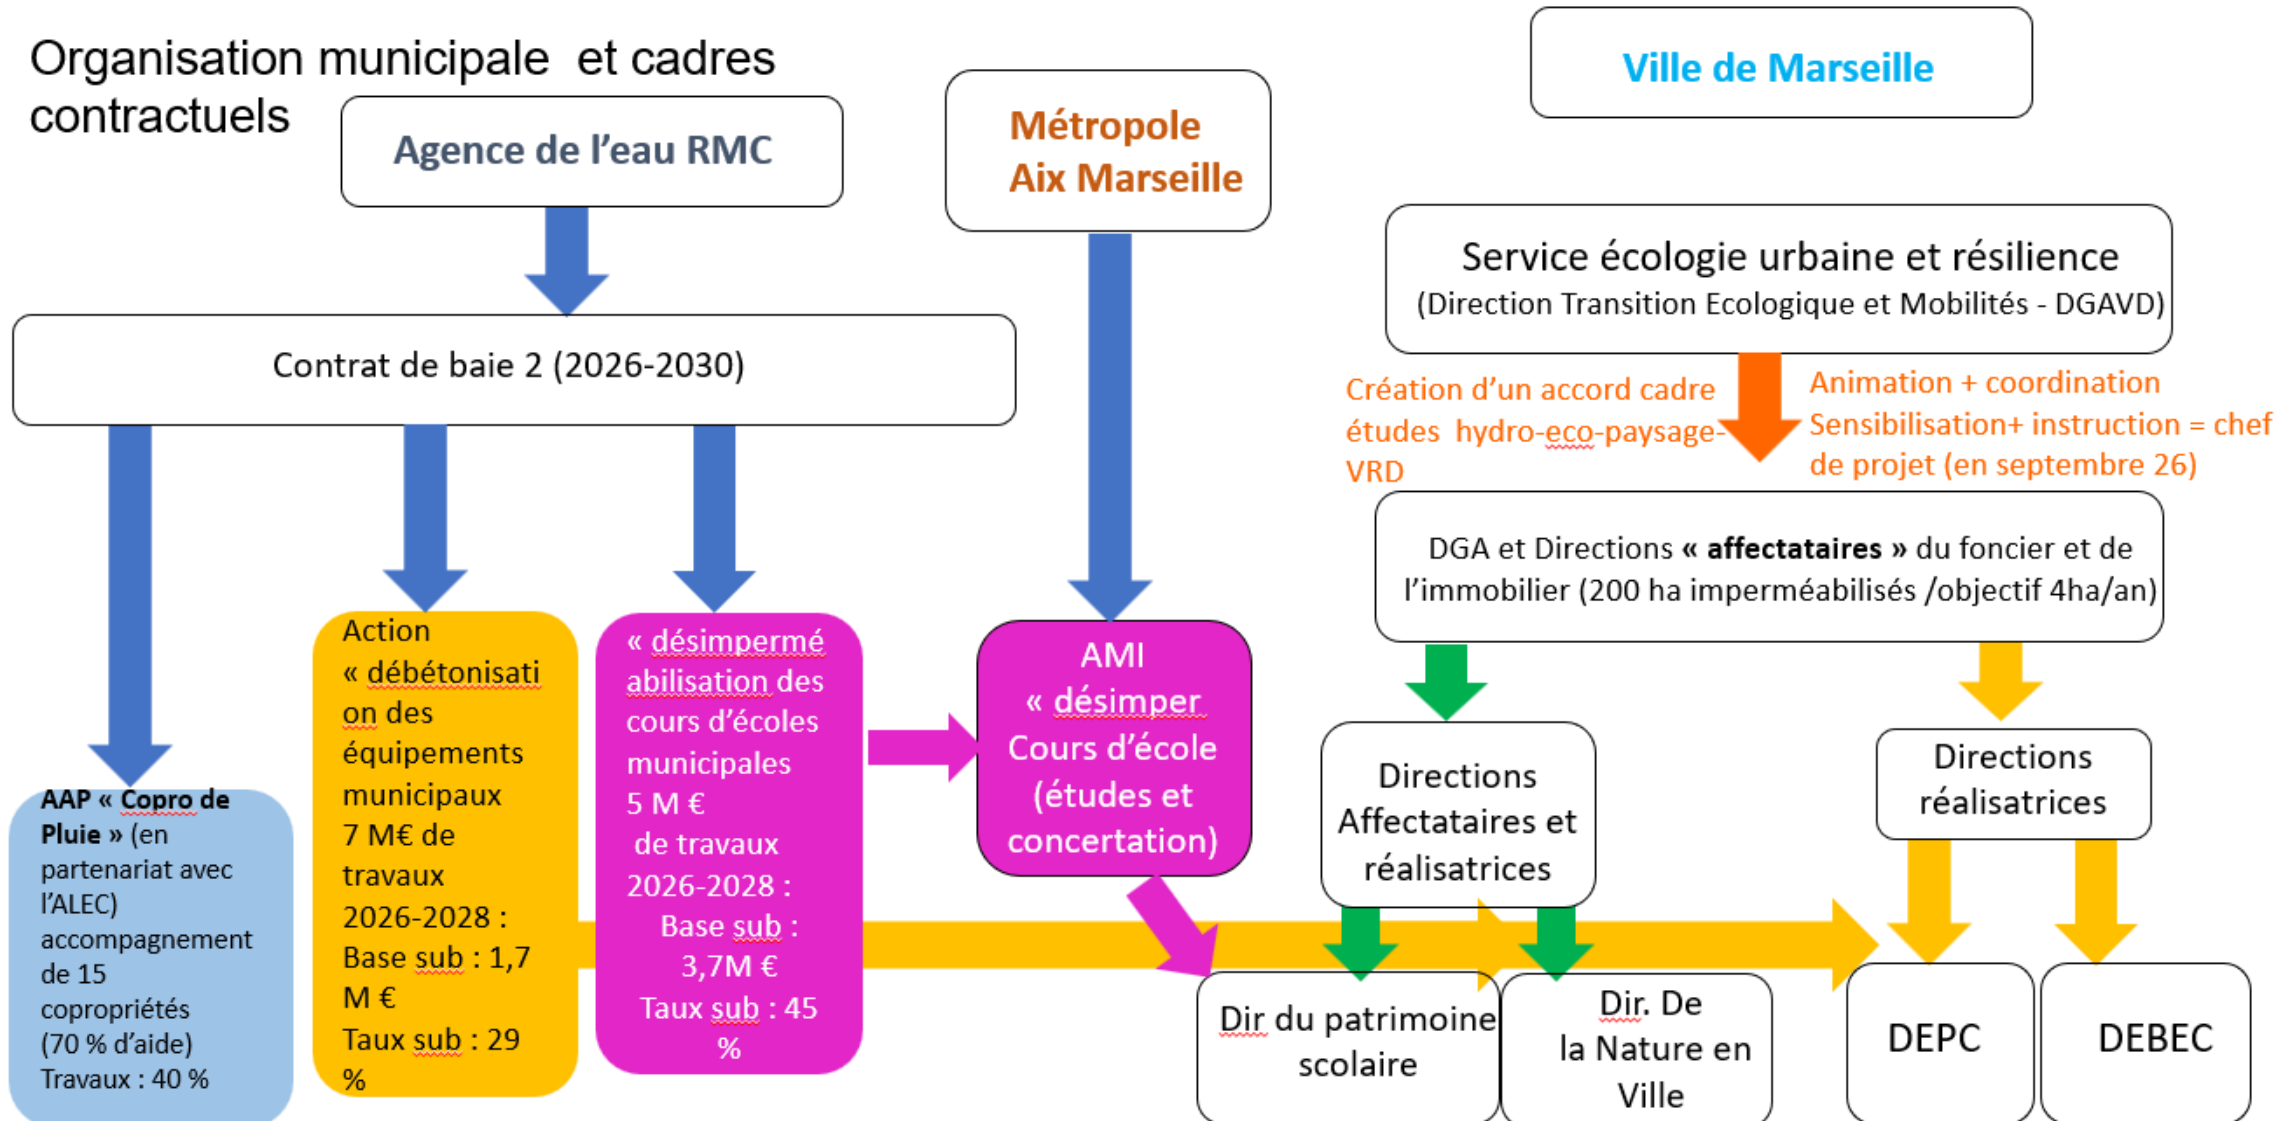 Organisation municipale et cadres
contractuels
Agence de l’eau RMC
Métropole
Aix Marseille
Ville de Marseille
Contrat de baie 2 (2026-2030)
Service écologie urbaine et résilience
(Direction Transition Ecologique et Mobilités - DGAVD)
Création d’un accord cadre
études hydro-eco-paysage-
VRD
Animation + coordination
Sensibilisation+ instruction = chef
de projet (en septembre 26)
DGA et Directions « affectataires » du foncier et de
l’immobilier (200 ha imperméabilisés /objectif 4ha/an)
AAP « Copro de
Pluie » (en
partenariat avec
l’ALEC)
accompagnement
de 15
copropriétés
(70 % d’aide)
Travaux : 40 %
Action
« débétonisati
on des
équipements
municipaux
7 M€ de
travaux
2026-2028 :
Base sub : 1,7
M €
Taux sub : 29
%
« désimpermé
abilisation des
cours d’écoles
municipales
5 M €
de travaux
2026-2028 :
Base sub :
3,7M €
Taux sub : 45
%
AMI
« désimper
Cours d’école
(études et
concertation)
Directions
Affectataires et
réalisatrices
Directions
réalisatrices
Dir du patrimoine
scolaire
Dir. De
la Nature en
Ville
DEPC
DEBEC